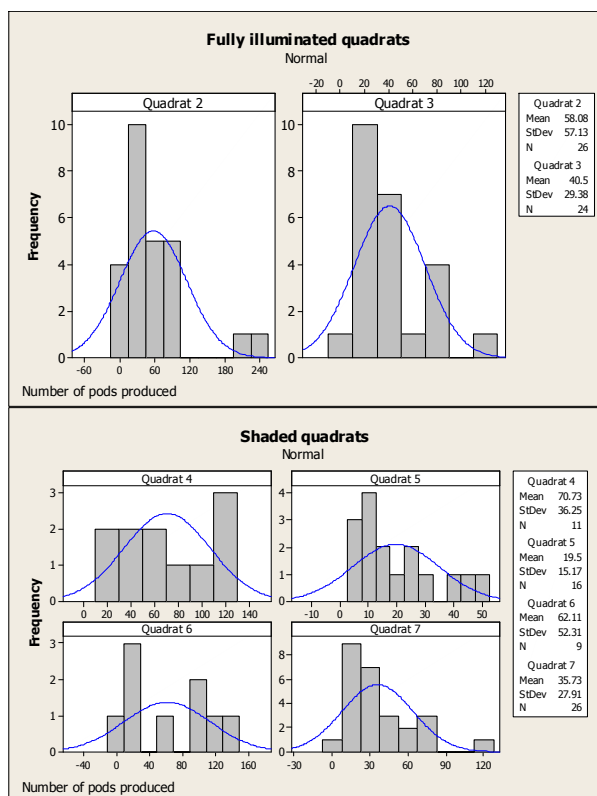 Fully illuminated quadrats
Normal
-20 0 20 40 60 80 100 120
Quadrat 2
Quadrat 3
10
8
6
4
2
0
Frequency
-60 0 60 120 180 240
10
8
6
4
2
0
Quadrat 2
Mean 58.08
StDev 57.13
N 26
Quadrat 3
Mean 40.5
StDev 29.38
N 24
Number of pods produced
Shaded quadrats
Normal
Quadrat 4
Quadrat 5
3
2
1
0
0 20 40 60 80 100 120 140
4
3
2
1
0
-10 0 10 20 30 40 50
Frequency
Quadrat 6
Quadrat 7
3
2
1
0
-40 0 40 80 120 160
8
6
4
2
0
-30 0 30 60 90 120
Quadrat 4
Mean 70.73
StDev 36.25
N 11
Quadrat 5
Mean 19.5
StDev 15.17
N 16
Quadrat 6
Mean 62.11
StDev 52.31
N 9
Quadrat 7
Mean 35.73
StDev 27.91
N 26
Number of pods produced